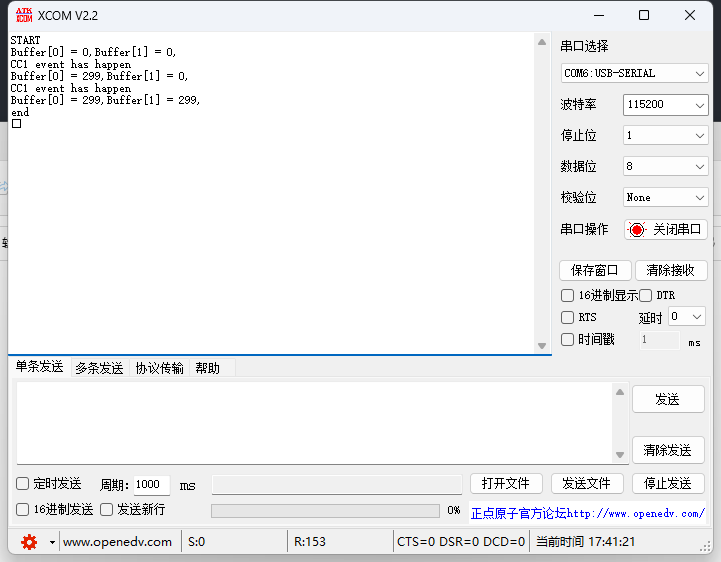 ATK
XCOM
XCOM V2.2
START
Buffer[0] = 0,Buffer[1] = 0,
CC1 event has happen
Buffer[0] = 299,Buffer[1] = 0,
CC1 event has happen
Buffer[0] = 299,Buffer[1] = 299,
end
串口选择
COM6:USB-SERIAL
波特率 115200
停止位 1
数据位 8
校验位 None
串口操作 关闭串口
保存窗口 清除接收
16进制显示 DTR
RTS 延时 0
时间戳 1 ms
单条发送 多条发送 协议传输 帮助
发送
清除发送
定时发送 周期: 1000 ms 打开文件 发送文件 停止发送
16进制发送 发送新行 0% 正点原子官方论坛http://www.openedv.com/
www.openedv.com S:0 R:153 CTS=0 DSR=0 DCD=0 当前时间 17:41:21